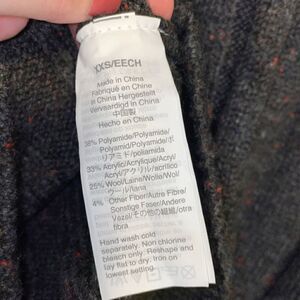 XXS/EECH
Made in China
Fabriqué en Chine
In China Hergestellt
Vervaardigd in China
中国製
Hecho en China
38% Polyamide/Polyamide/
Polyamid/Polyamide/ポ
リアミド/poliamida
33% Acrylic/Acrylique/Acryl/
Acryl/アクリル/acrílico
25% Wool/Laine/Wolle/Wol/
ウール/lana
4% Other Fiber/Autre Fibre/
Sonstige Faser/Andere
Vezel/その他の繊維/otra
fibra
Hand wash cold
separately. Non chlorine
bleach only. Reshape and
lay flat to dry. Iron on
lowest setting.